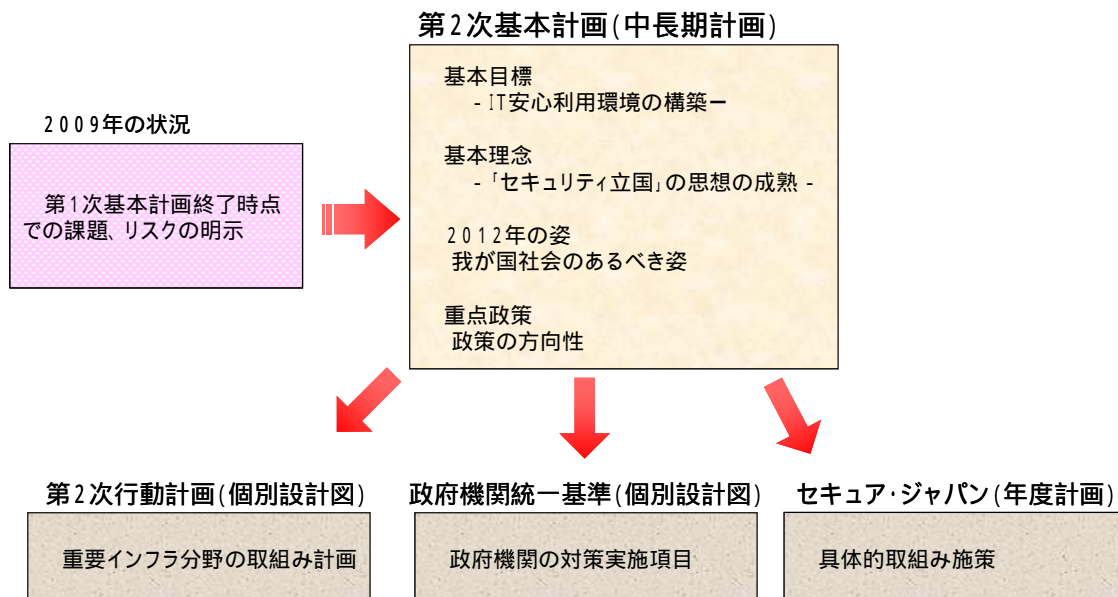 第2次基本計画(中長期計画)
基本目標
- IT安心利用環境の構築ー
基本理念
- 「セキュリティ立国」の思想の成熟 -
2012年の姿
我が国社会のあるべき姿
重点政策
政策の方向性
2009年の状況
第1次基本計画終了時点
での課題、リスクの明示
第2次行動計画(個別設計図)
重要インフラ分野の取組み計画
政府機関統一基準(個別設計図)
政府機関の対策実施項目
セキュア・ジャパン(年度計画)
具体的取組み施策